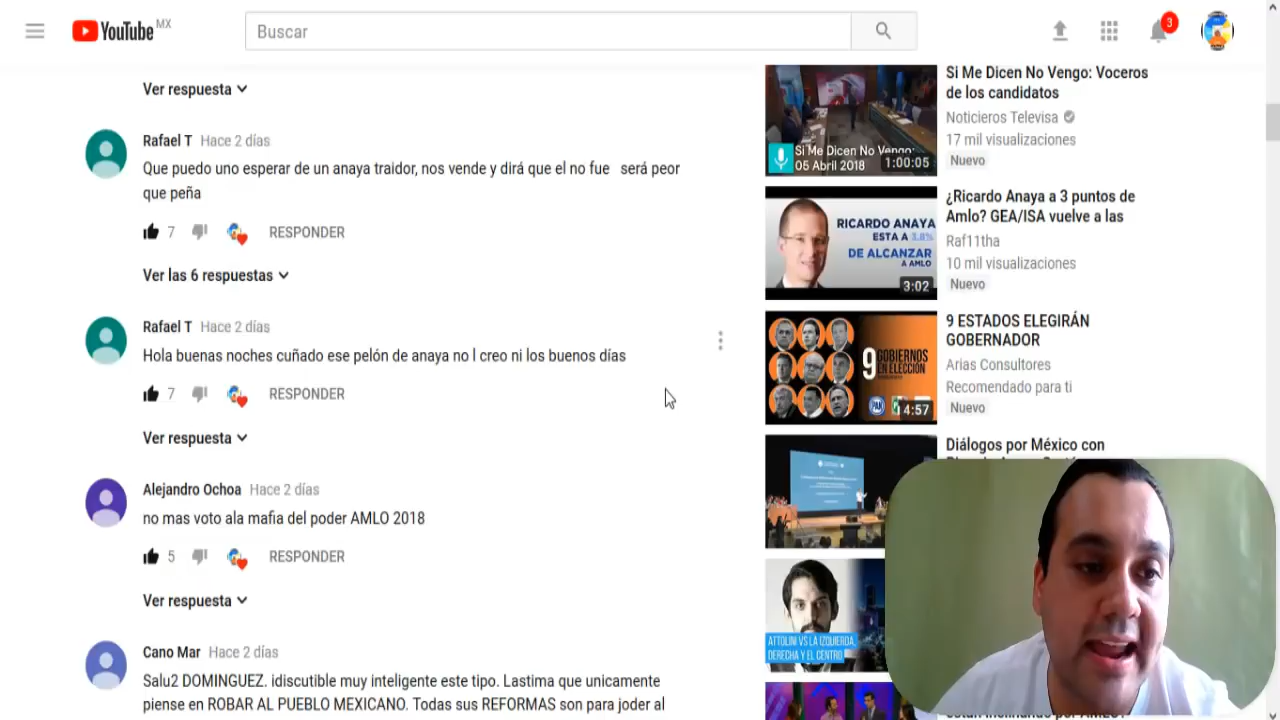 YouTube MX
Buscar
3
Ver respuesta
Rafael T Hace 2 días
Que puedo uno esperar de un anaya traidor, nos vende y dirá que el no fue será peor
que peña
7 RESPONDER
Ver las 6 respuestas
Rafael T Hace 2 días
Hola buenas noches cuñado ese pelón de anaya no l creo ni los buenos días
7 RESPONDER
Ver respuesta
Alejandro Ochoa Hace 2 días
no mas voto ala mafia del poder AMLO 2018
5 RESPONDER
Ver respuesta
Cano Mar Hace 2 días
Salu2 DOMINGUEZ. idiscutible muy inteligente este tipo. Lastima que unicamente
piense en ROBAR AL PUEBLO MEXICANO. Todas sus REFORMAS son para joder al
Si Me Dicen No Vengo:
05 Abril 2018
1:00:05
Si Me Dicen No Vengo: Voceros
de los candidatos
Noticieros Televisa
17 mil visualizaciones
Nuevo
RICARDO ANAYA
ESTA A 3.8%
DE ALCANZAR
A AMLO
3:02
¿Ricardo Anaya a 3 puntos de
Amlo? GEA/ISA vuelve a las
Raf11tha
10 mil visualizaciones
Nuevo
9 GOBIERNOS
EN ELECCIÓN
PAN
4:57
9 ESTADOS ELEGIRÁN
GOBERNADOR
Arias Consultores
Recomendado para ti
Nuevo
Diálogos por México con
ATTOLINI VS LA IZQUIERDA,
DERECHA Y EL CENTRO